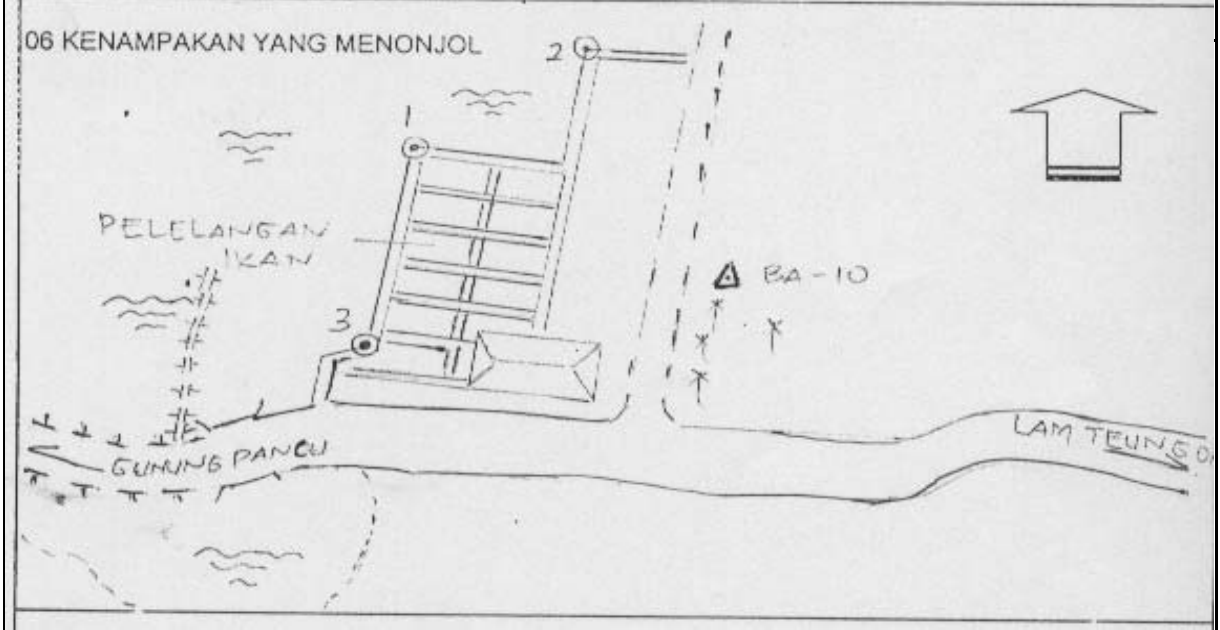 06 KENAMPAKAN YANG MENONJOL
2
1
PELELANGAN
IKAN
BA-10
3
GUNUNG PANCU
LAM TEUNGO